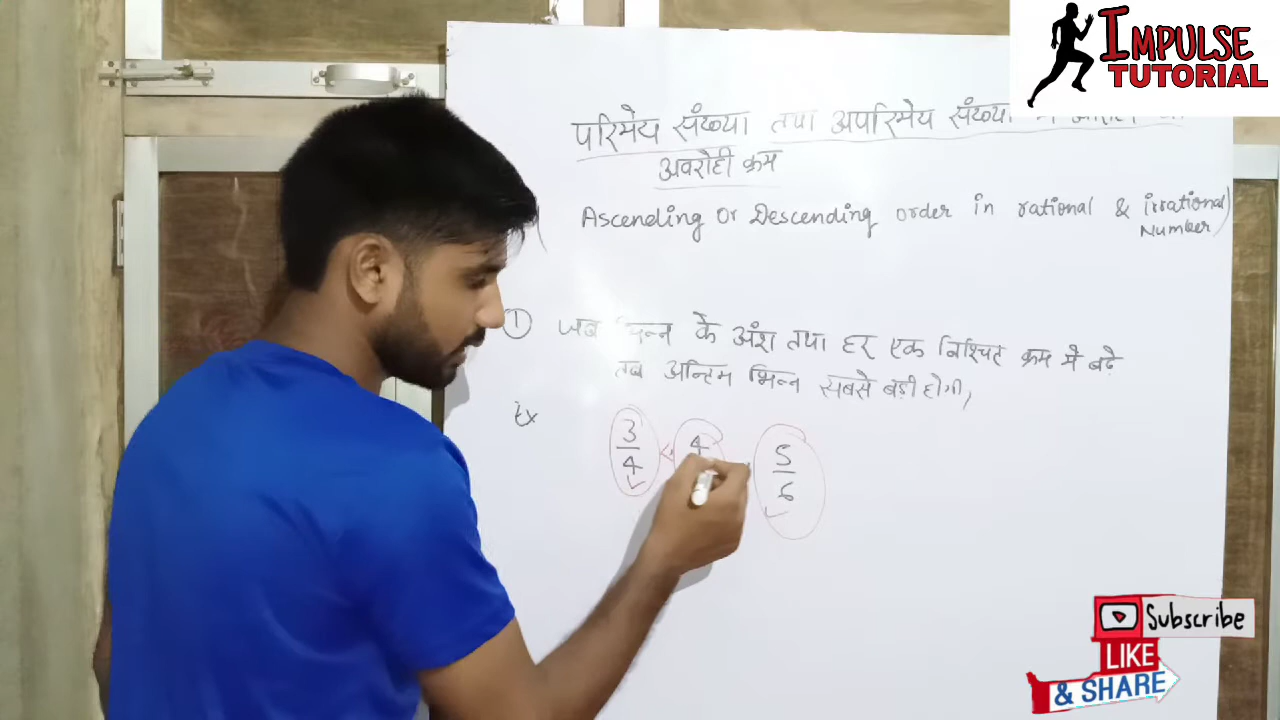 IMPULSE
TUTORIAL
परिमेय संख्या तथा अपरिमेय संख्या
अवरोही क्रम
Ascending or Descending order in rational & irrational
Number)
① जब भिन्न के अंश तथा हर एक निश्चित क्रम में बढ़े
तब अन्तिम भिन्न सबसे बड़ी होगी,
Ex
3/4 < 4 5/6
Subscribe
LIKE
& SHARE